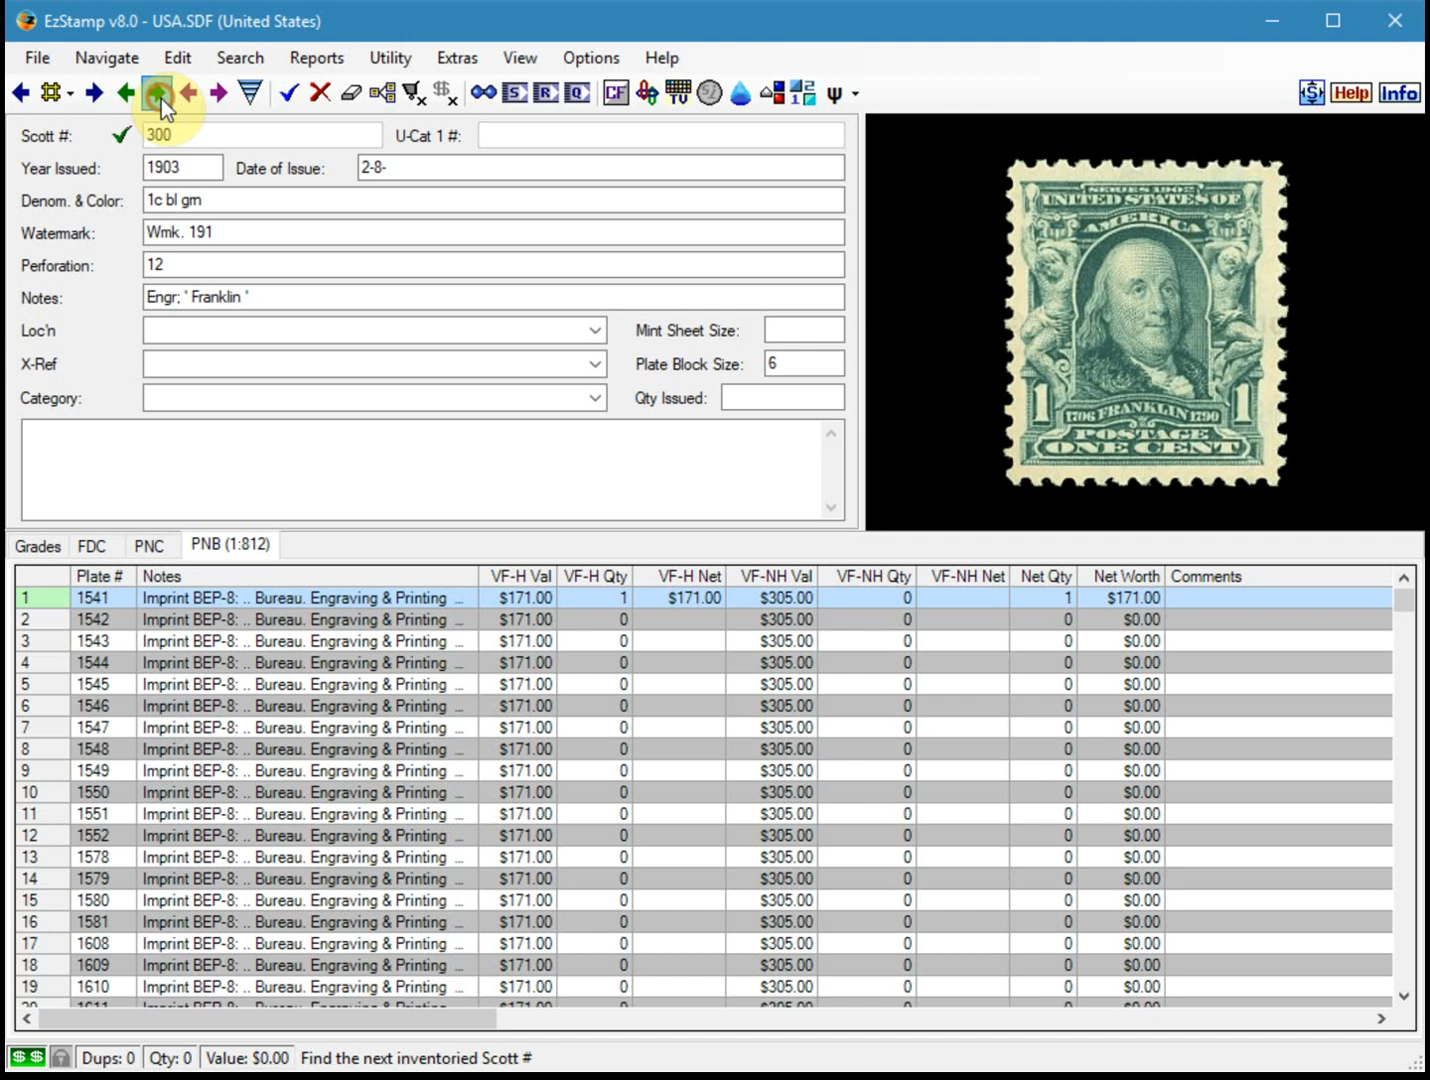 EzStamp v8.0 - USA.SDF (United States)
File Navigate Edit Search Reports Utility Extras View Options Help
S R Q CF TV Help Info
Scott #: 300 U-Cat 1 #:
Year Issued: 1903 Date of Issue: 2-8-
Denom. & Color: 1c bl grn
Watermark: Wmk. 191
Perforation: 12
Notes: Engr; ' Franklin '
Loc'n Mint Sheet Size:
X-Ref Plate Block Size: 6
Category: Qty Issued:
SERIES 1902
UNITED STATES OF
AMERICA
1 1706 FRANKLIN 1790 1
POSTAGE
ONE CENT
Grades FDC PNC PNB (1:812)
Plate # Notes VF-H Val VF-H Qty VF-H Net VF-NH Val VF-NH Qty VF-NH Net Net Qty Net Worth Comments
1 1541 Imprint BEP-8: .. Bureau. Engraving & Printing ... $171.00 1 $171.00 $305.00 0 1 $171.00
2 1542 Imprint BEP-8: .. Bureau. Engraving & Printing ... $171.00 0 $305.00 0 0 $0.00
3 1543 Imprint BEP-8: .. Bureau. Engraving & Printing ... $171.00 0 $305.00 0 0 $0.00
4 1544 Imprint BEP-8: .. Bureau. Engraving & Printing ... $171.00 0 $305.00 0 0 $0.00
5 1545 Imprint BEP-8: .. Bureau. Engraving & Printing ... $171.00 0 $305.00 0 0 $0.00
6 1546 Imprint BEP-8: .. Bureau. Engraving & Printing ... $171.00 0 $305.00 0 0 $0.00
7 1547 Imprint BEP-8: .. Bureau. Engraving & Printing ... $171.00 0 $305.00 0 0 $0.00
8 1548 Imprint BEP-8: .. Bureau. Engraving & Printing ... $171.00 0 $305.00 0 0 $0.00
9 1549 Imprint BEP-8: .. Bureau. Engraving & Printing ... $171.00 0 $305.00 0 0 $0.00
10 1550 Imprint BEP-8: .. Bureau. Engraving & Printing ... $171.00 0 $305.00 0 0 $0.00
11 1551 Imprint BEP-8: .. Bureau. Engraving & Printing ... $171.00 0 $305.00 0 0 $0.00
12 1552 Imprint BEP-8: .. Bureau. Engraving & Printing ... $171.00 0 $305.00 0 0 $0.00
13 1578 Imprint BEP-8: .. Bureau. Engraving & Printing ... $171.00 0 $305.00 0 0 $0.00
14 1579 Imprint BEP-8: .. Bureau. Engraving & Printing ... $171.00 0 $305.00 0 0 $0.00
15 1580 Imprint BEP-8: .. Bureau. Engraving & Printing ... $171.00 0 $305.00 0 0 $0.00
16 1581 Imprint BEP-8: .. Bureau. Engraving & Printing ... $171.00 0 $305.00 0 0 $0.00
17 1608 Imprint BEP-8: .. Bureau. Engraving & Printing ... $171.00 0 $305.00 0 0 $0.00
18 1609 Imprint BEP-8: .. Bureau. Engraving & Printing ... $171.00 0 $305.00 0 0 $0.00
19 1610 Imprint BEP-8: .. Bureau. Engraving & Printing ... $171.00 0 $305.00 0 0 $0.00
$$ Dups: 0 Qty: 0 Value: $0.00 Find the next inventoried Scott #